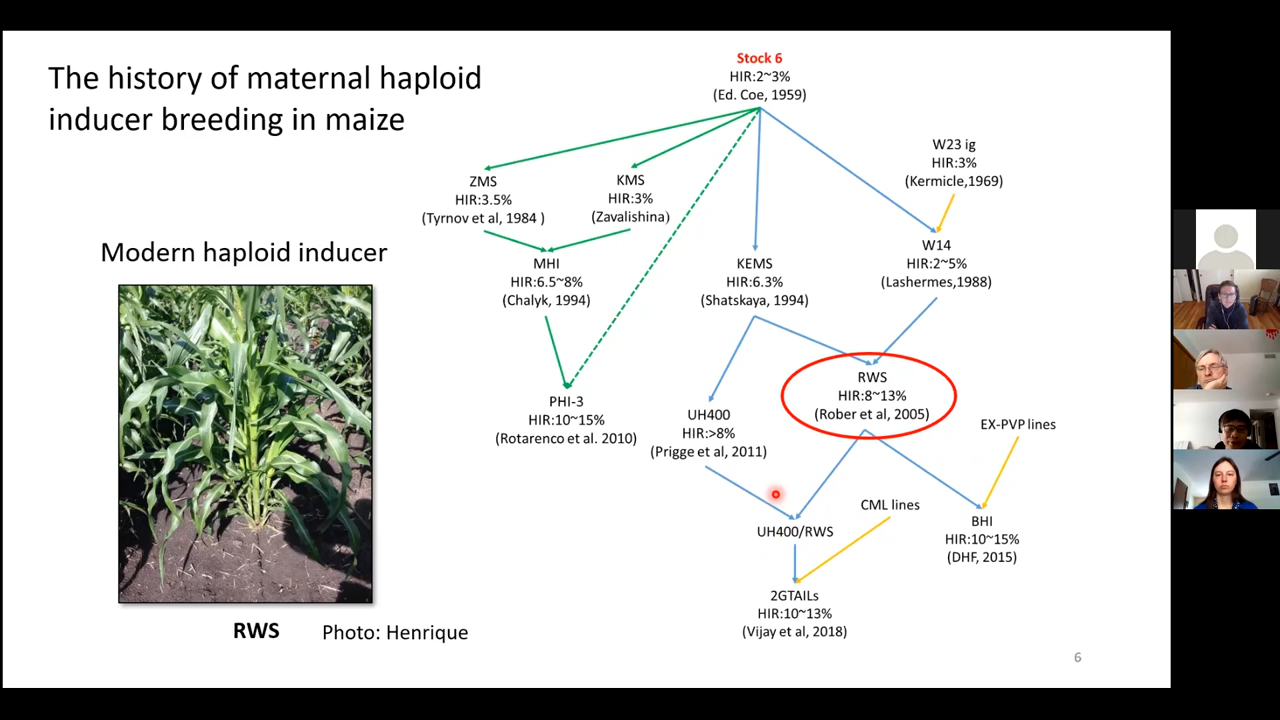 The history of maternal haploid
inducer breeding in maize
Modern haploid inducer
RWS
Photo: Henrique
Stock 6
HIR:2~3%
(Ed. Coe, 1959)
W23 ig
HIR:3%
(Kermicle,1969)
ZMS
HIR:3.5%
(Tyrnov et al, 1984 )
KMS
HIR:3%
(Zavalishina)
MHI
HIR:6.5~8%
(Chalyk, 1994)
KEMS
HIR:6.3%
(Shatskaya, 1994)
W14
HIR:2~5%
(Lashermes,1988)
PHI-3
HIR:10~15%
(Rotarenco et al. 2010)
UH400
HIR:>8%
(Prigge et al, 2011)
RWS
HIR:8~13%
(Rober et al, 2005)
EX-PVP lines
CML lines
UH400/RWS
BHI
HIR:10~15%
(DHF, 2015)
2GTAILs
HIR:10~13%
(Vijay et al, 2018)
6